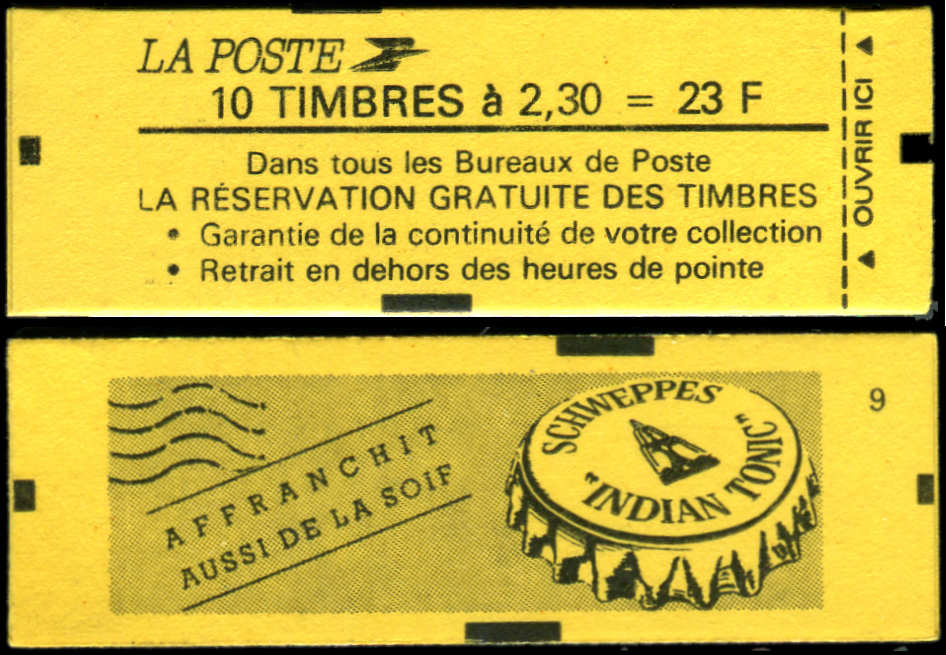 LA POSTE
10 TIMBRES à 2,30 = 23 F
Dans tous les Bureaux de Poste
LA RÉSERVATION GRATUITE DES TIMBRES
• Garantie de la continuité de votre collection
• Retrait en dehors des heures de pointe
OUVRIR ICI
AFFRANCHIT
AUSSI DE LA SOIF
SCHWEPPES
"INDIAN TONIC"
9